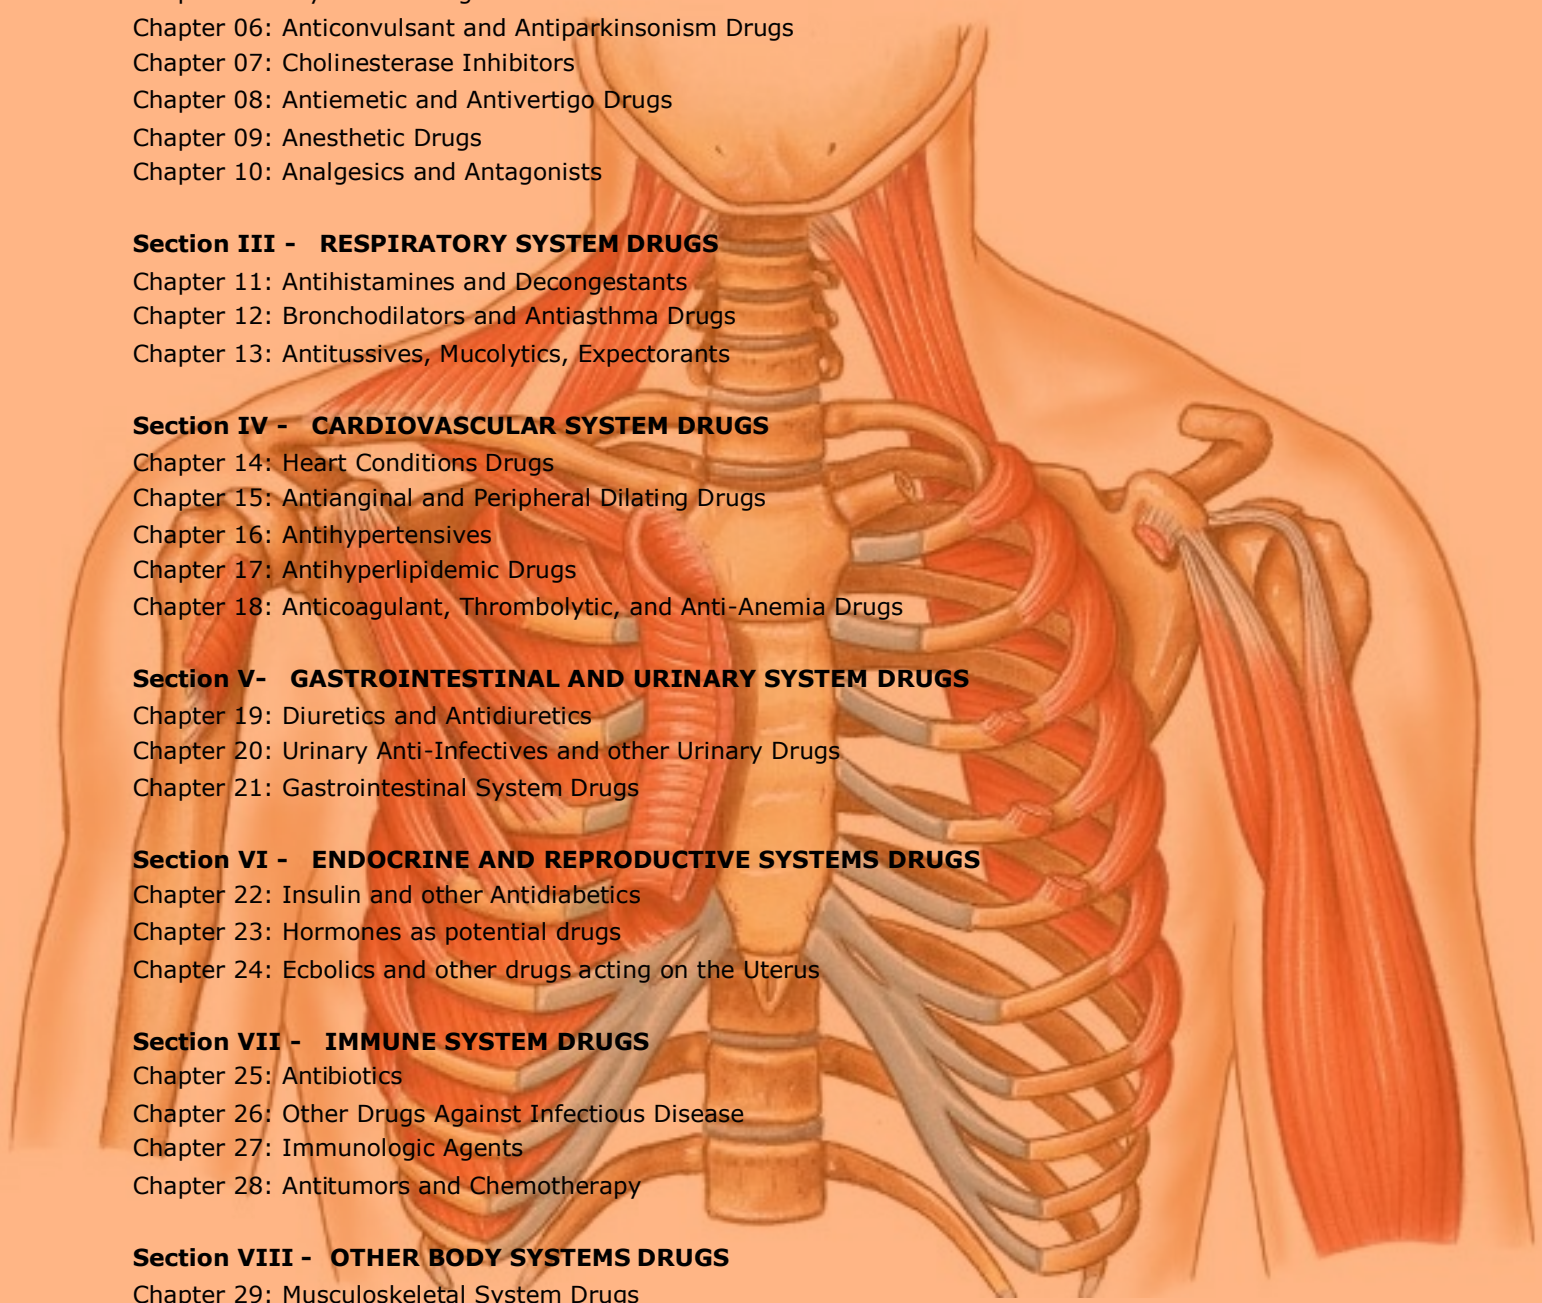 Chapter 06: Anticonvulsant and Antiparkinsonism Drugs
Chapter 07: Cholinesterase Inhibitors
Chapter 08: Antiemetic and Antivertigo Drugs
Chapter 09: Anesthetic Drugs
Chapter 10: Analgesics and Antagonists
Section III - RESPIRATORY SYSTEM DRUGS
Chapter 11: Antihistamines and Decongestants
Chapter 12: Bronchodilators and Antiasthma Drugs
Chapter 13: Antitussives, Mucolytics, Expectorants
Section IV - CARDIOVASCULAR SYSTEM DRUGS
Chapter 14: Heart Conditions Drugs
Chapter 15: Antianginal and Peripheral Dilating Drugs
Chapter 16: Antihypertensives
Chapter 17: Antihyperlipidemic Drugs
Chapter 18: Anticoagulant, Thrombolytic, and Anti-Anemia Drugs
Section V- GASTROINTESTINAL AND URINARY SYSTEM DRUGS
Chapter 19: Diuretics and Antidiuretics
Chapter 20: Urinary Anti-Infectives and other Urinary Drugs
Chapter 21: Gastrointestinal System Drugs
Section VI - ENDOCRINE AND REPRODUCTIVE SYSTEMS DRUGS
Chapter 22: Insulin and other Antidiabetics
Chapter 23: Hormones as potential drugs
Chapter 24: Ecbolics and other drugs acting on the Uterus
Section VII - IMMUNE SYSTEM DRUGS
Chapter 25: Antibiotics
Chapter 26: Other Drugs Against Infectious Disease
Chapter 27: Immunologic Agents
Chapter 28: Antitumors and Chemotherapy
Section VIII - OTHER BODY SYSTEMS DRUGS
Chapter 29: Musculoskeletal System Drugs